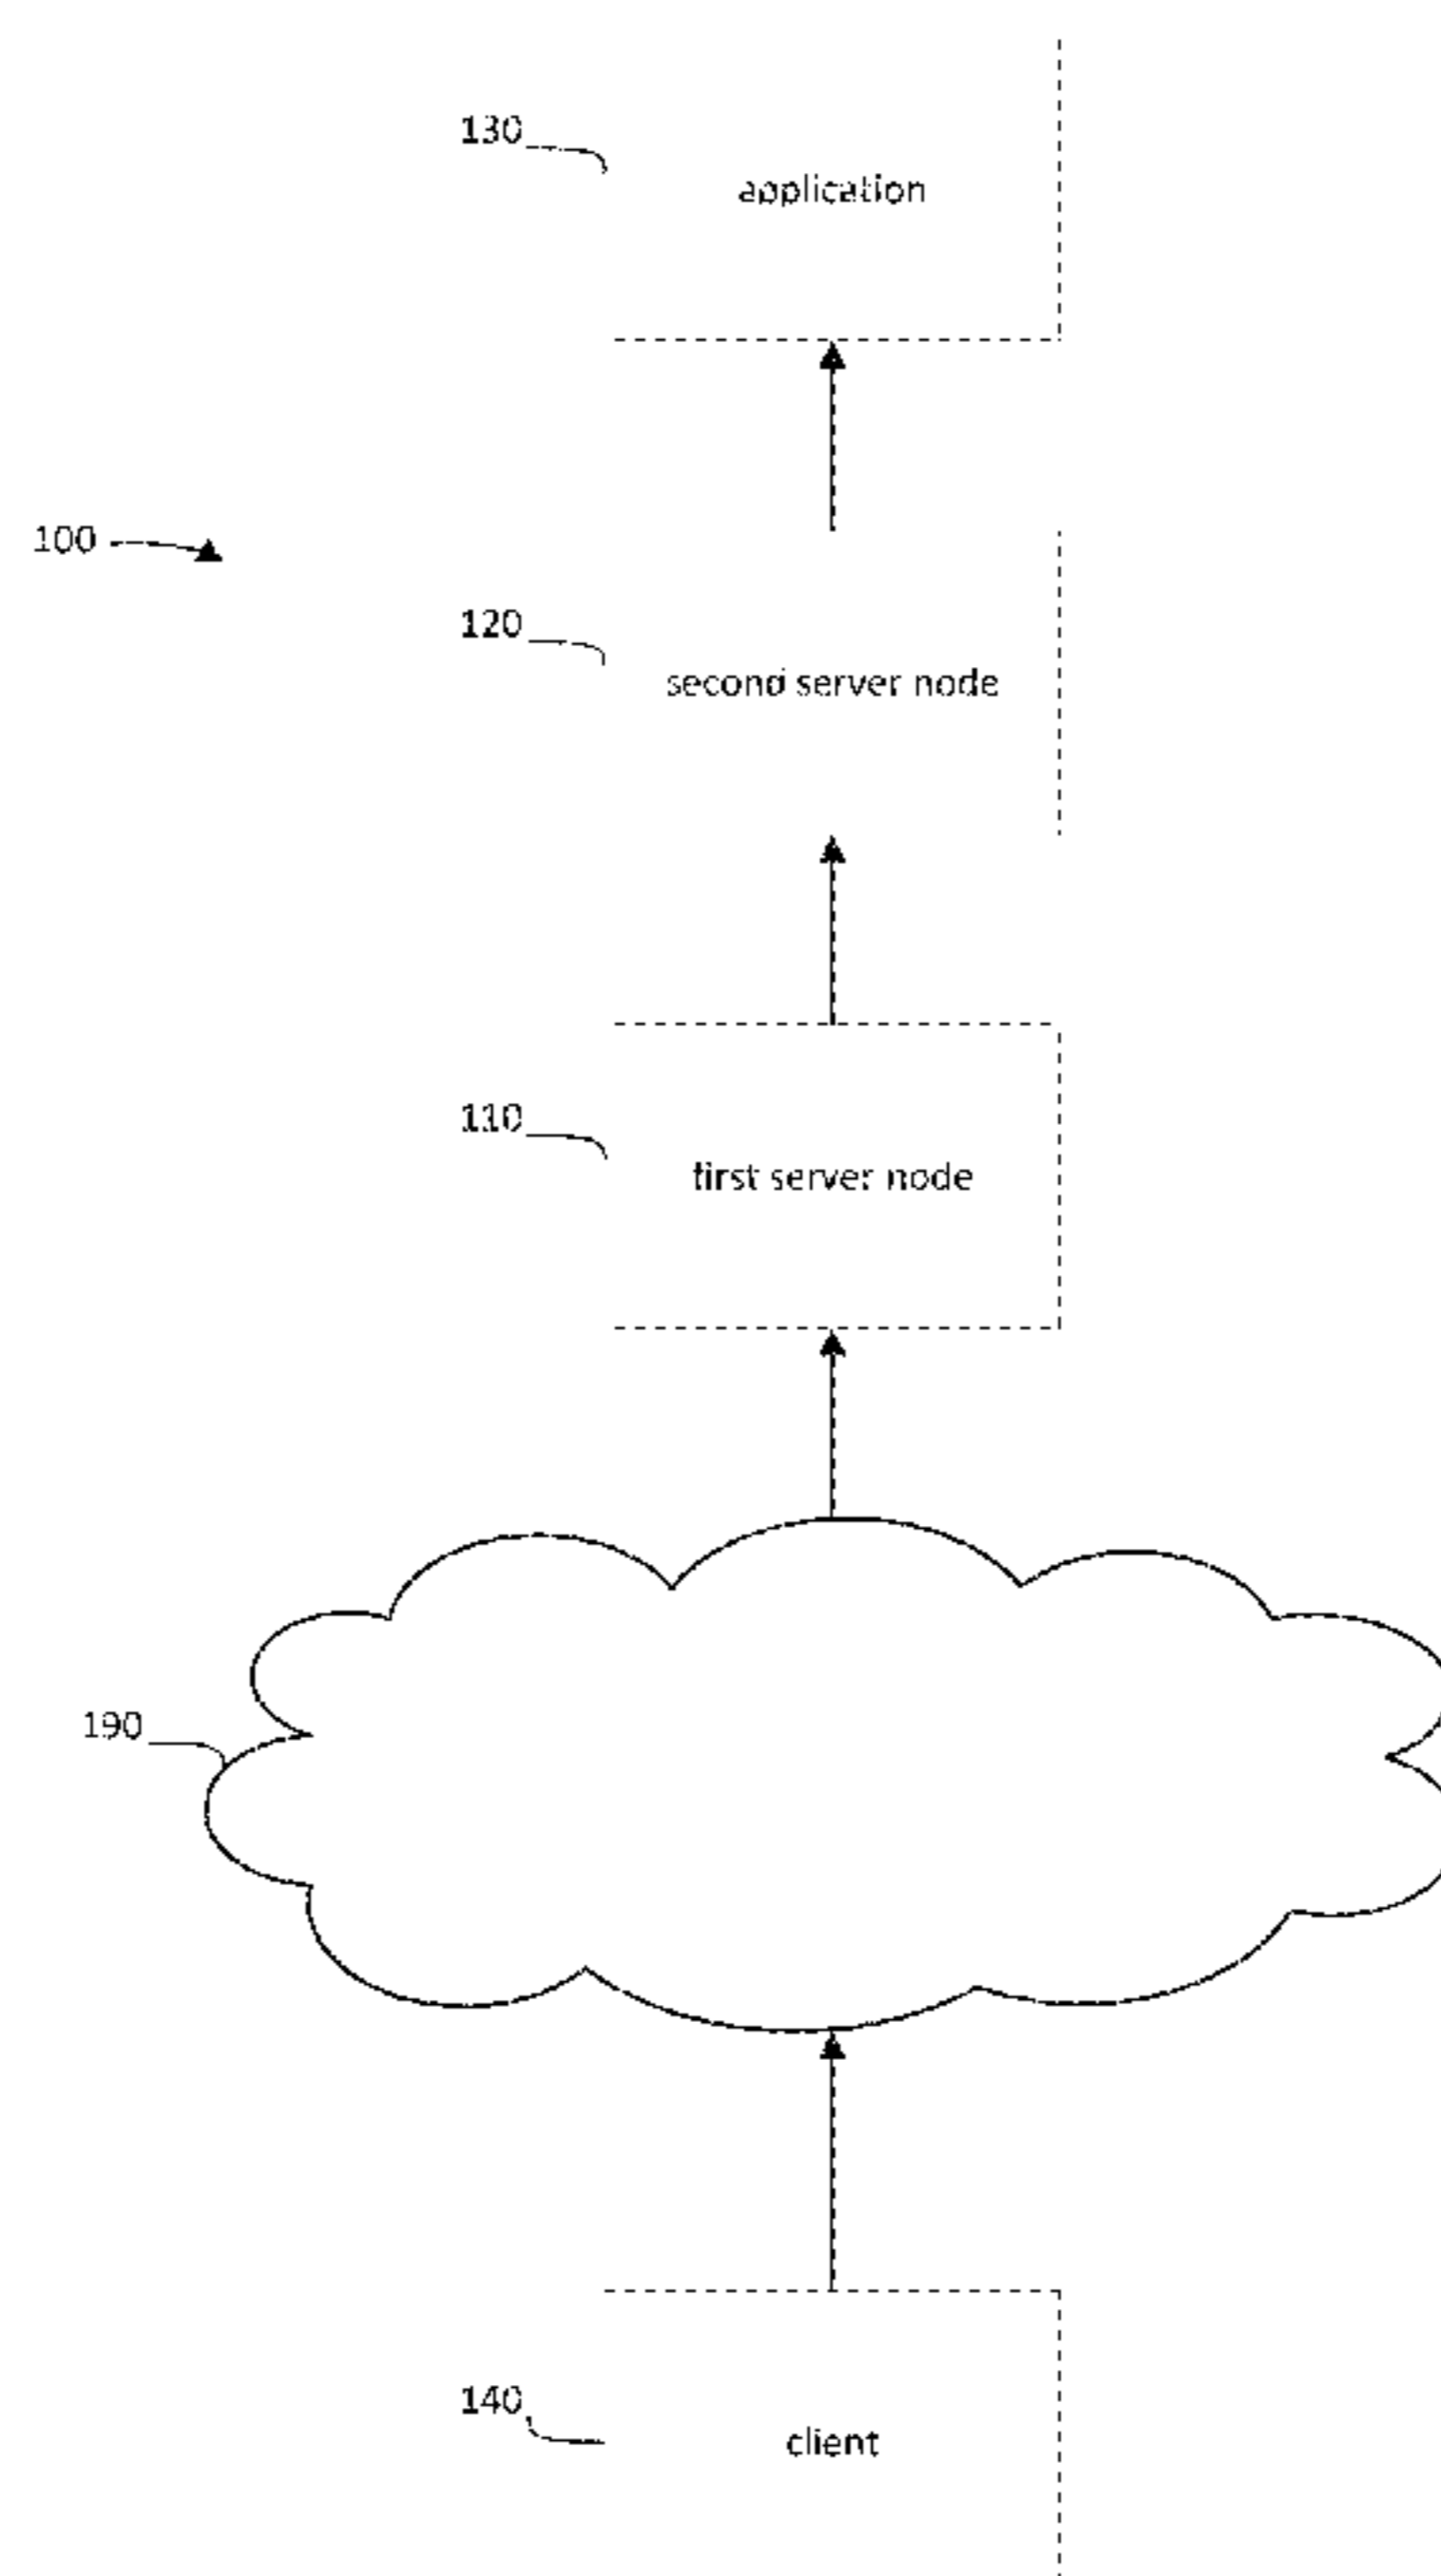 130
application
100
120
second server node
110
first server node
190
140
client